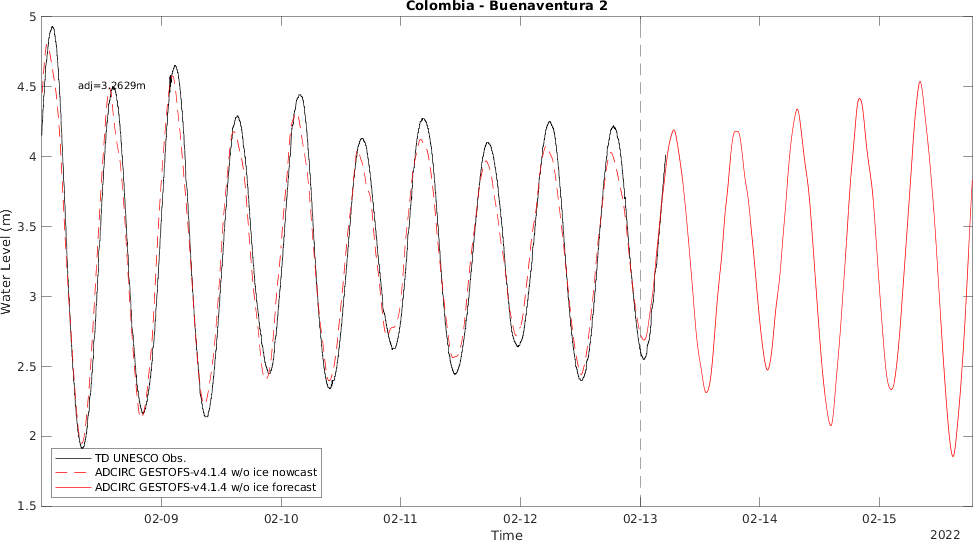 Colombia - Buenaventura 2
5
4.5
4
3.5
3
2.5
2
1.5
Water Level (m)
adj=3.2629m
TD UNESCO Obs.
ADCIRC GESTOFS-v4.1.4 w/o ice nowcast
ADCIRC GESTOFS-v4.1.4 w/o ice forecast
02-09 02-10 02-11 02-12 02-13 02-14 02-15
Time
2022